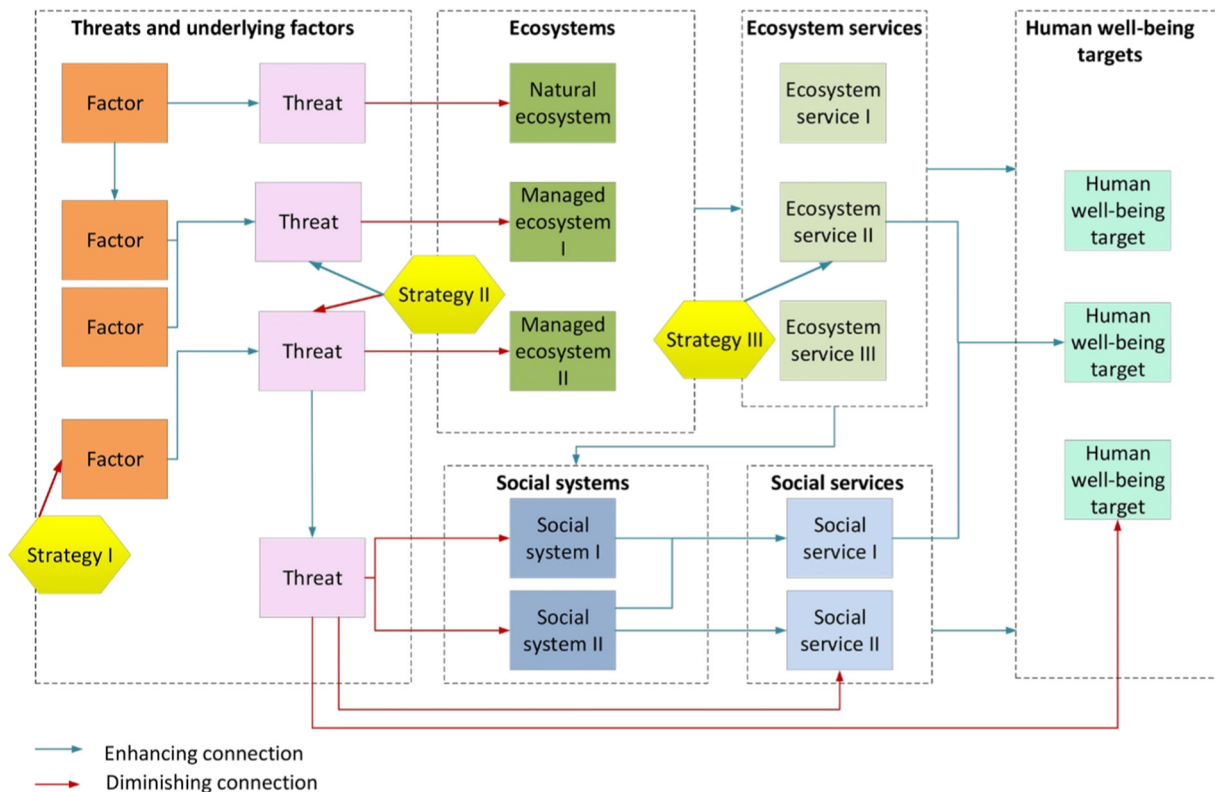 Threats and underlying factors
Ecosystems
Ecosystem services
Human well-being
targets
Factor
Threat
Natural
ecosystem
Ecosystem
service I
Factor
Threat
Managed
ecosystem
I
Ecosystem
service II
Human
well-being
target
Strategy II
Factor
Threat
Managed
ecosystem
II
Strategy III
Ecosystem
service III
Human
well-being
target
Factor
Human
well-being
target
Social systems
Social services
Strategy I
Threat
Social
system I
Social
service I
Social
system II
Social
service II
Enhancing connection
Diminishing connection